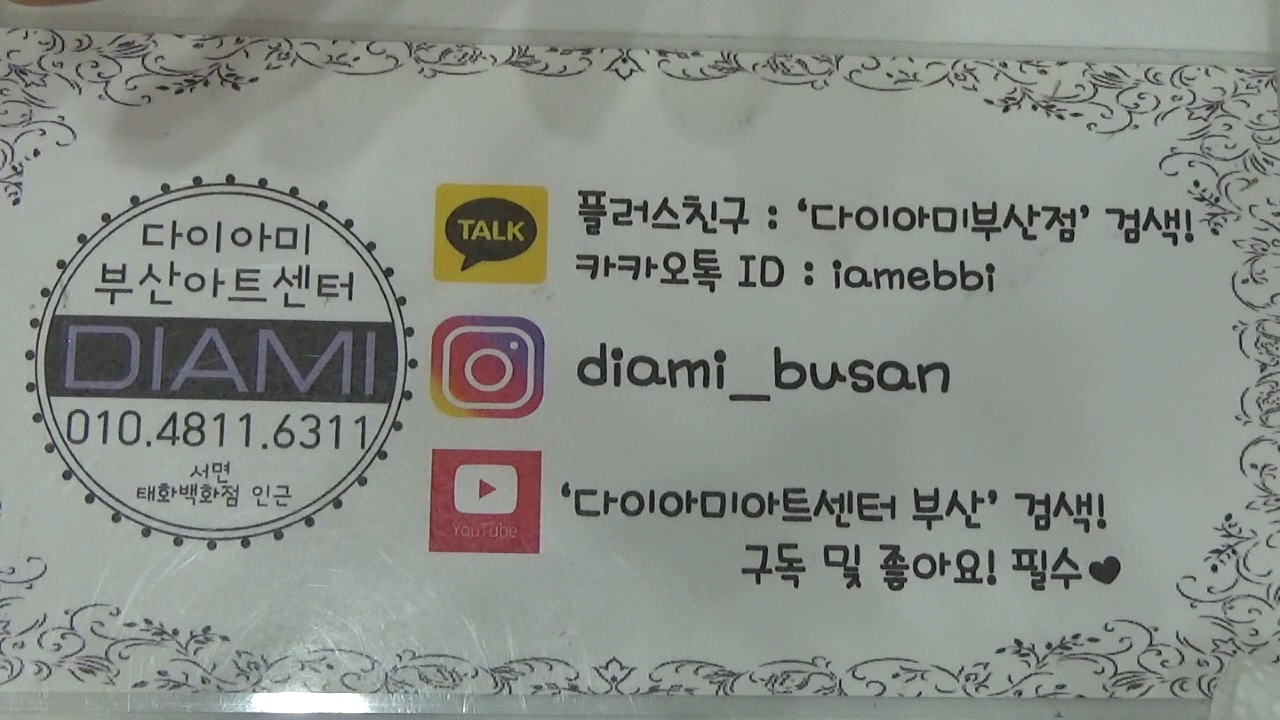 다이아미
부산아트센터
DIAMI
010.4811.6311
서면
태화백화점 인근
TALK
플러스친구 : ‘다이아미부산점’ 검색!
카카오톡 ID : iamebbi
diami_busan
YouTube
‘다이아미아트센터 부산’ 검색!
구독 및 좋아요! 필수♥